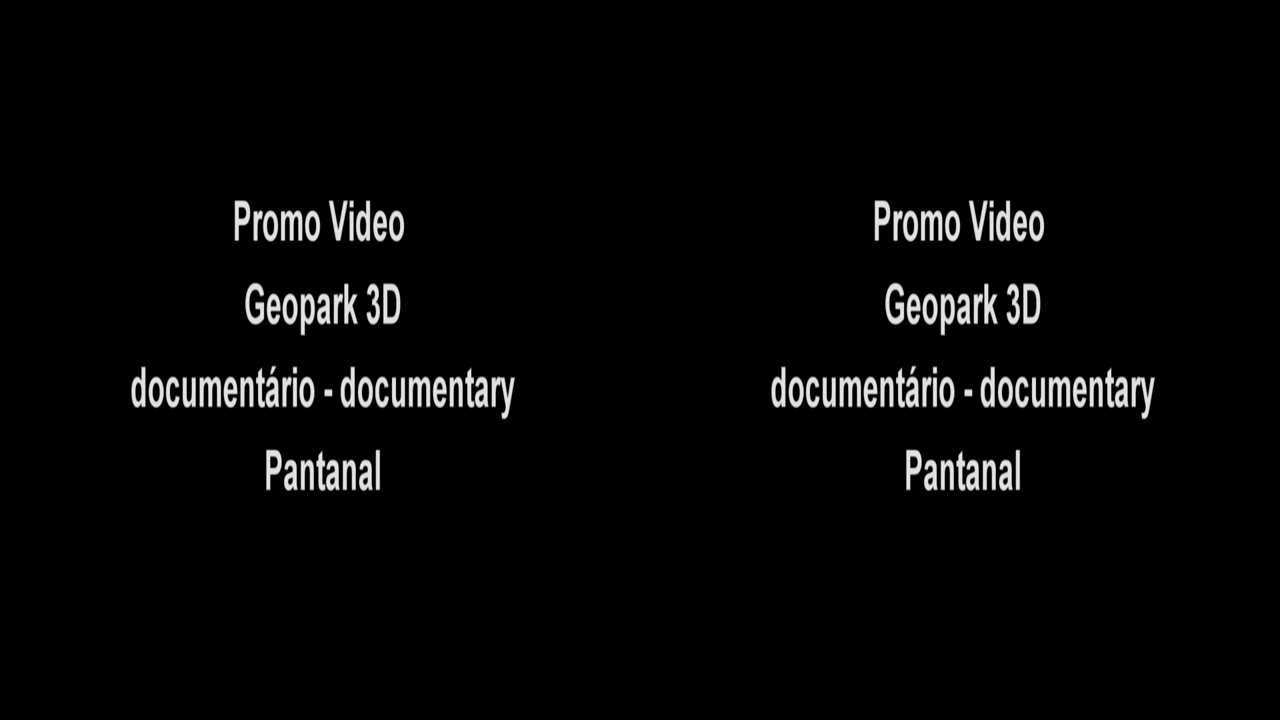 Promo Video
Geopark 3D
documentário - documentary
Pantanal
Promo Video
Geopark 3D
documentário - documentary
Pantanal